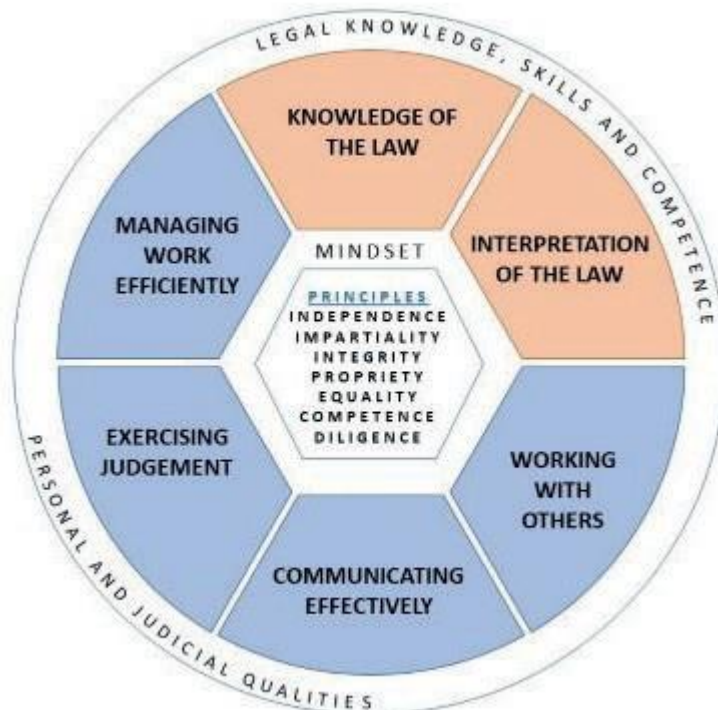 LEGAL KNOWLEDGE, SKILLS AND COMPETENCE
KNOWLEDGE OF
THE LAW
INTERPRETATION
OF THE LAW
WORKING
WITH
OTHERS
COMMUNICATING
EFFECTIVELY
EXERCISING
JUDGEMENT
MANAGING
WORK
EFFICIENTLY
MINDSET
PRINCIPLES
INDEPENDENCE
IMPARTIALITY
INTEGRITY
PROPRIETY
EQUALITY
COMPETENCE
DILIGENCE
PERSONAL AND JUDICIAL QUALITIES